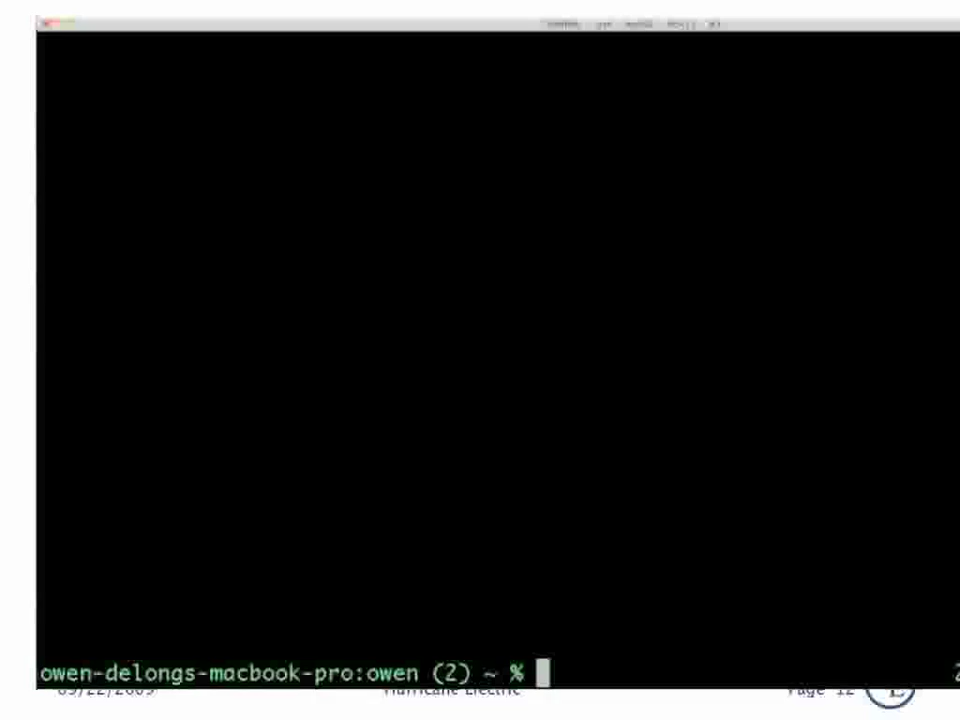 owen-delongs-macbook-pro:owen (2) ~ %
09/22/2009 Hurricane Electric Page 12